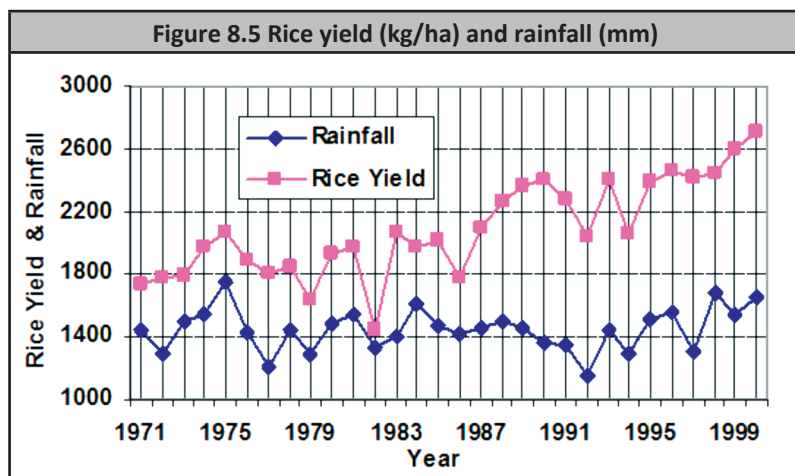 Figure 8.5 Rice yield (kg/ha) and rainfall (mm)
Rice Yield & Rainfall
3000
2600
2200
1800
1400
1000
Rainfall
Rice Yield
1971 1975 1979 1983 1987 1991 1995 1999
Year